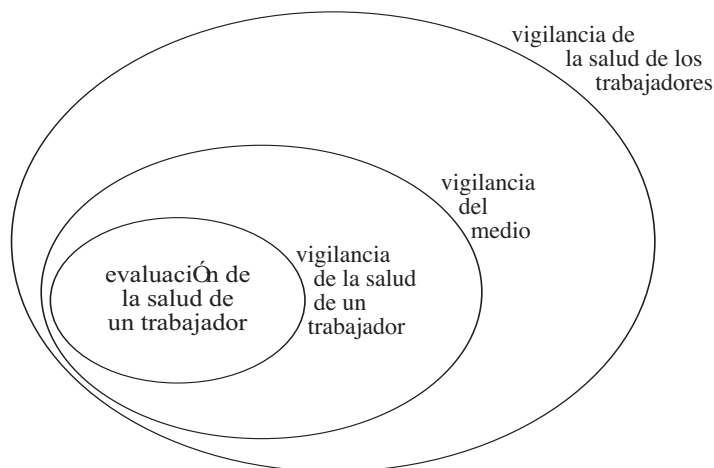 vigilancia de
la salud de los
trabajadores
vigilancia
del
medio
vigilancia
de la salud
de un
trabajador
evaluaciÓn de
la salud de
un trabajador